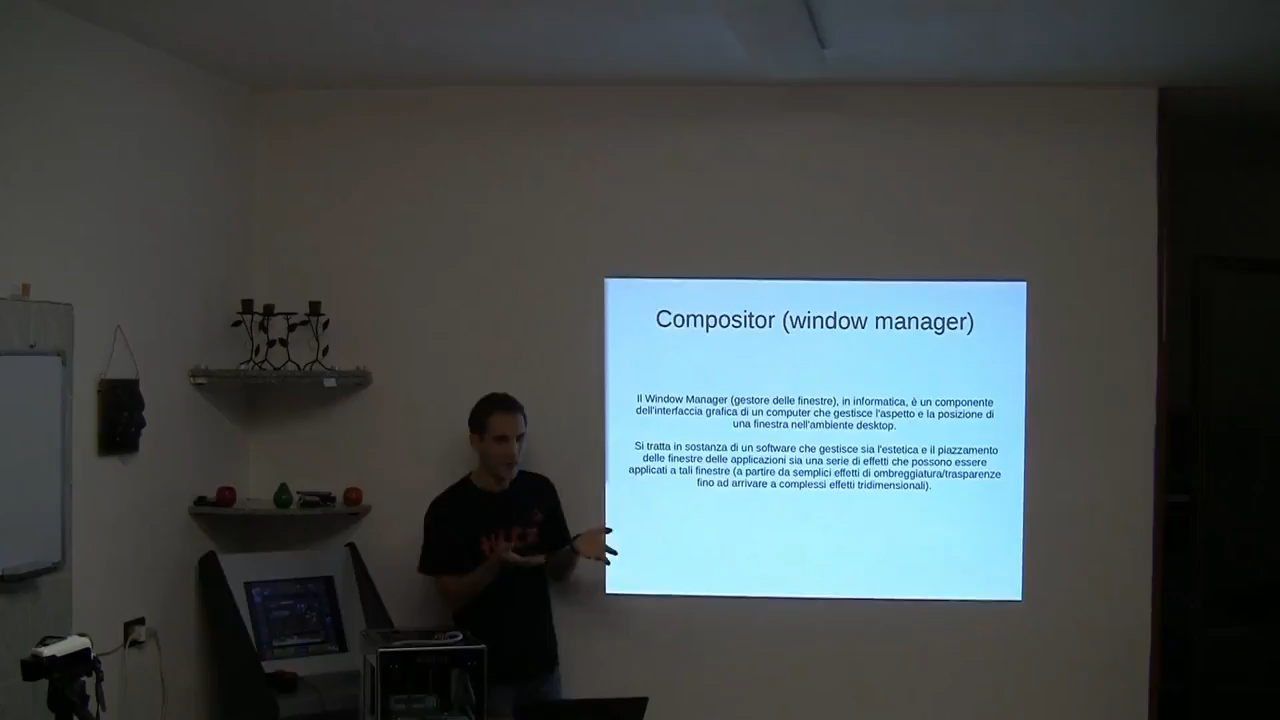 Compositor (window manager)
Il Window Manager (gestore delle finestre), in informatica, è un componente
dell'interfaccia grafica di un computer che gestisce l'aspetto e la posizione di
una finestra nell'ambiente desktop.
Si tratta in sostanza di un software che gestisce sia l'estetica e il piazzamento
delle finestre delle applicazioni sia una serie di effetti che possono essere
applicati a tali finestre (a partire da semplici effetti di ombreggiatura/trasparenze
fino ad arrivare a complessi effetti tridimensionali).